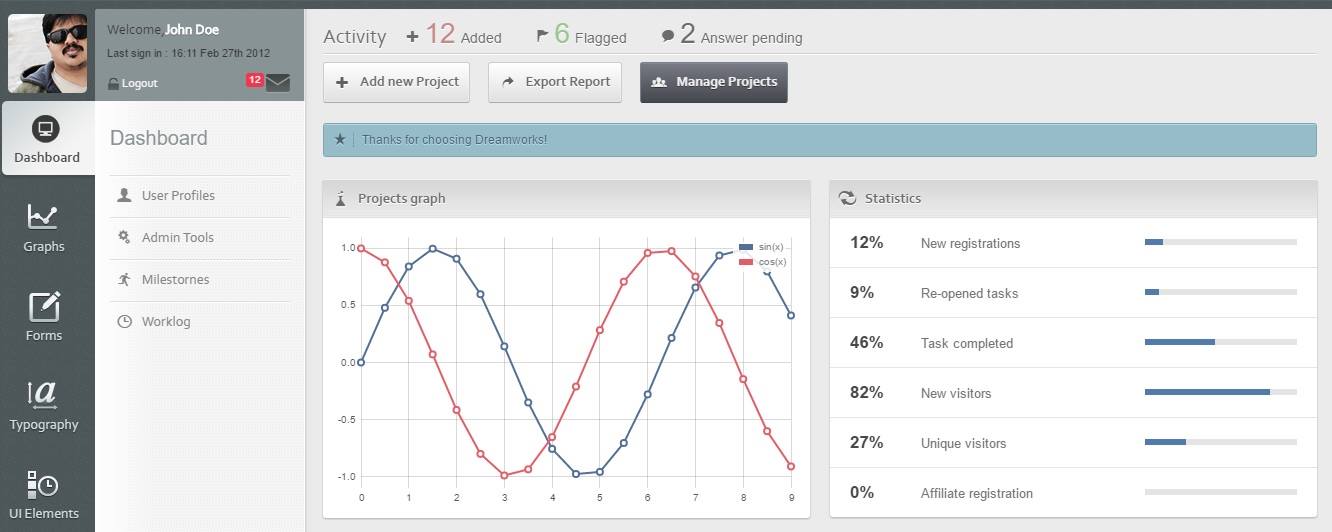 Welcome,John Doe
Last sign in : 16:11 Feb 27th 2012
Logout
12
Dashboard
Graphs
Forms
a
Typography
UI Elements
Dashboard
User Profiles
Admin Tools
Milestornes
Worklog
Activity
12 Added
6 Flagged
2 Answer pending
Add new Project
Export Report
Manage Projects
Thanks for choosing Dreamworks!
Projects graph
sin(x)
cos(x)
1.0
0.5
0.0
-0.5
-1.0
0 1 2 3 4 5 6 7 8 9
Statistics
12% New registrations
9% Re-opened tasks
46% Task completed
82% New visitors
27% Unique visitors
0% Affiliate registration